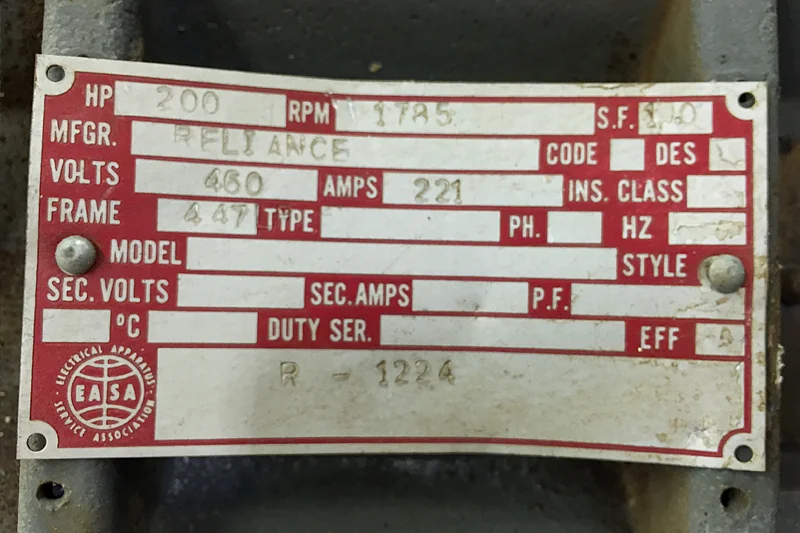 HP 200 RPM 1785 S.F. 1.0
MFGR. RELIANCE CODE DES
VOLTS 460 AMPS 221 INS. CLASS
FRAME 447 TYPE PH. HZ
MODEL STYLE
SEC. VOLTS SEC. AMPS P.F.
°C DUTY SER. EFF
R - 1224
ELECTRICAL APPARATUS
EASA
SERVICE ASSOCIATION